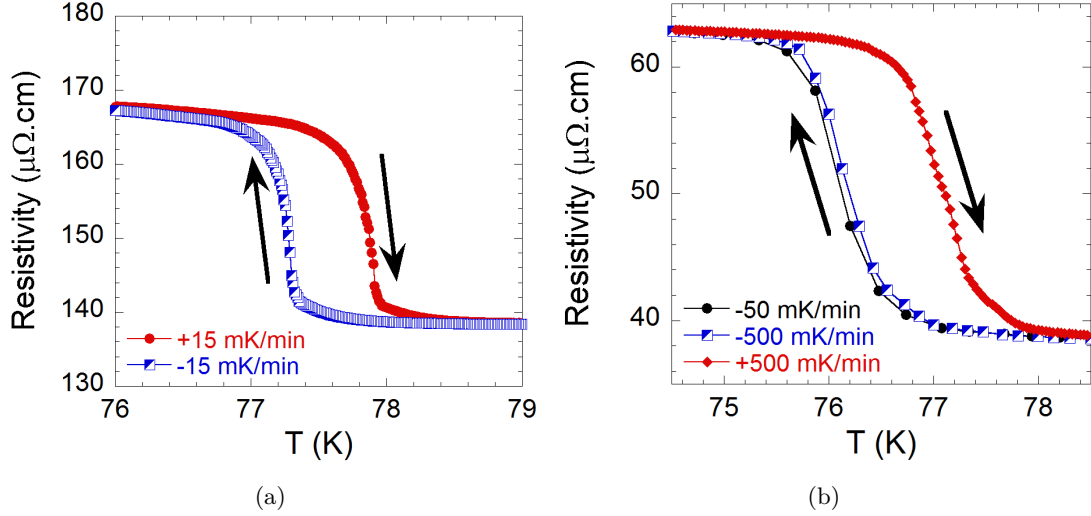 180
170
160
150
140
130
Resistivity (μΩ.cm)
+15 mK/min
-15 mK/min
76
77
78
79
T (K)
(a)
60
50
40
Resistivity (μΩ.cm)
-50 mK/min
-500 mK/min
+500 mK/min
75
76
77
78
T (K)
(b)